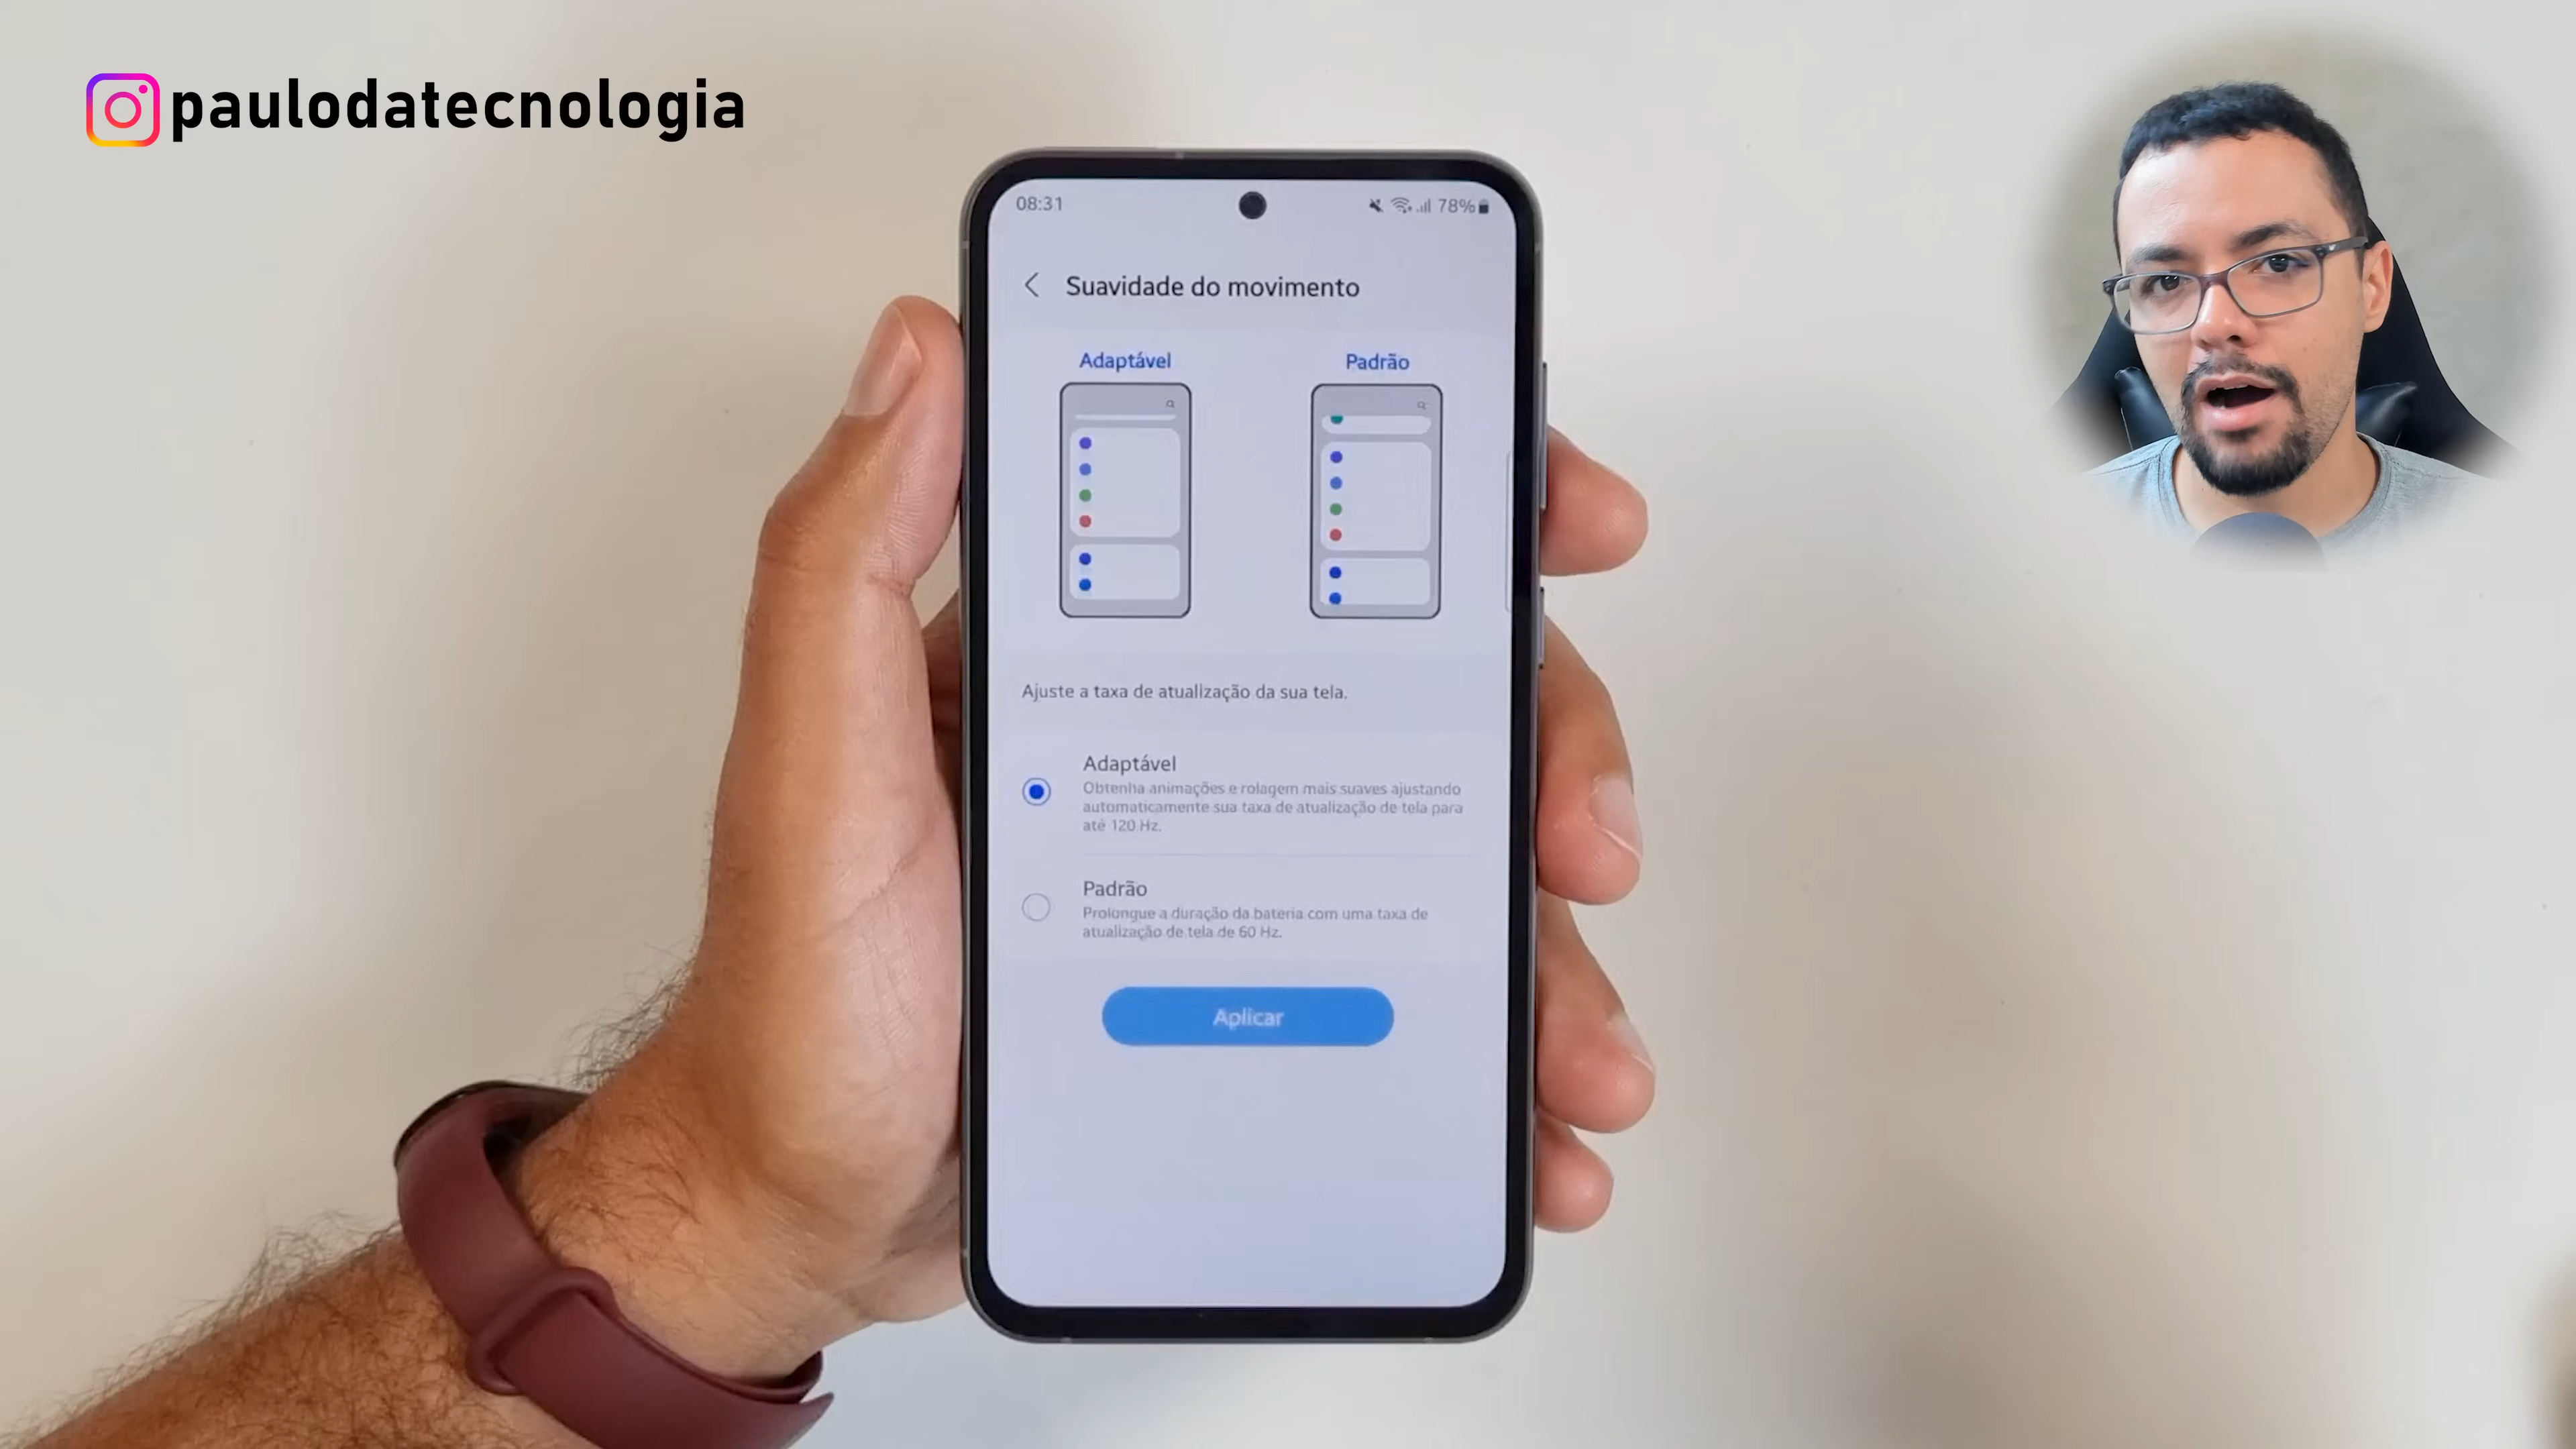 paulodatecnologia
08:31
78%
Suavidade do movimento
Adaptável
Padrão
Ajuste a taxa de atualização da sua tela.
Adaptável
Obtenha animações e rolagem mais suaves ajustando
automaticamente sua taxa de atualização de tela para
até 120 Hz.
Padrão
Prolongue a duração da bateria com uma taxa de
atualização de tela de 60 Hz.
Aplicar